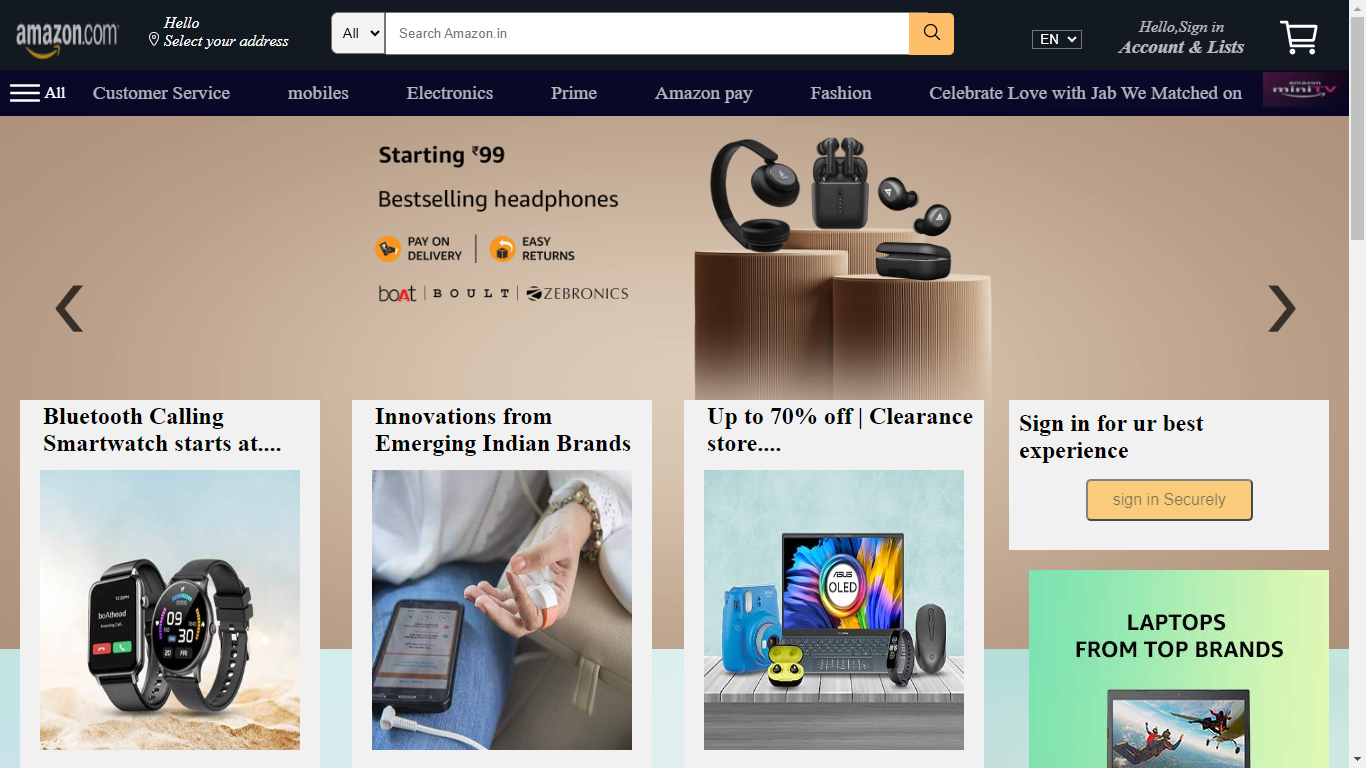 amazon.com
Hello
Select your address
All
Search Amazon.in
EN
Hello,Sign in
Account & Lists
All
Customer Service
mobiles
Electronics
Prime
Amazon pay
Fashion
Celebrate Love with Jab We Matched on
amazon
miniTV
Starting ₹99
Bestselling headphones
PAY ON
DELIVERY
EASY
RETURNS
boAt | BOULT | ZEBRONICS
Bluetooth Calling
Smartwatch starts at....
Innovations from
Emerging Indian Brands
Up to 70% off | Clearance
store....
Sign in for ur best
experience
sign in Securely
boAthead
Incoming Call...
09
30
20
FRI
ASUS
OLED
LAPTOPS
FROM TOP BRANDS